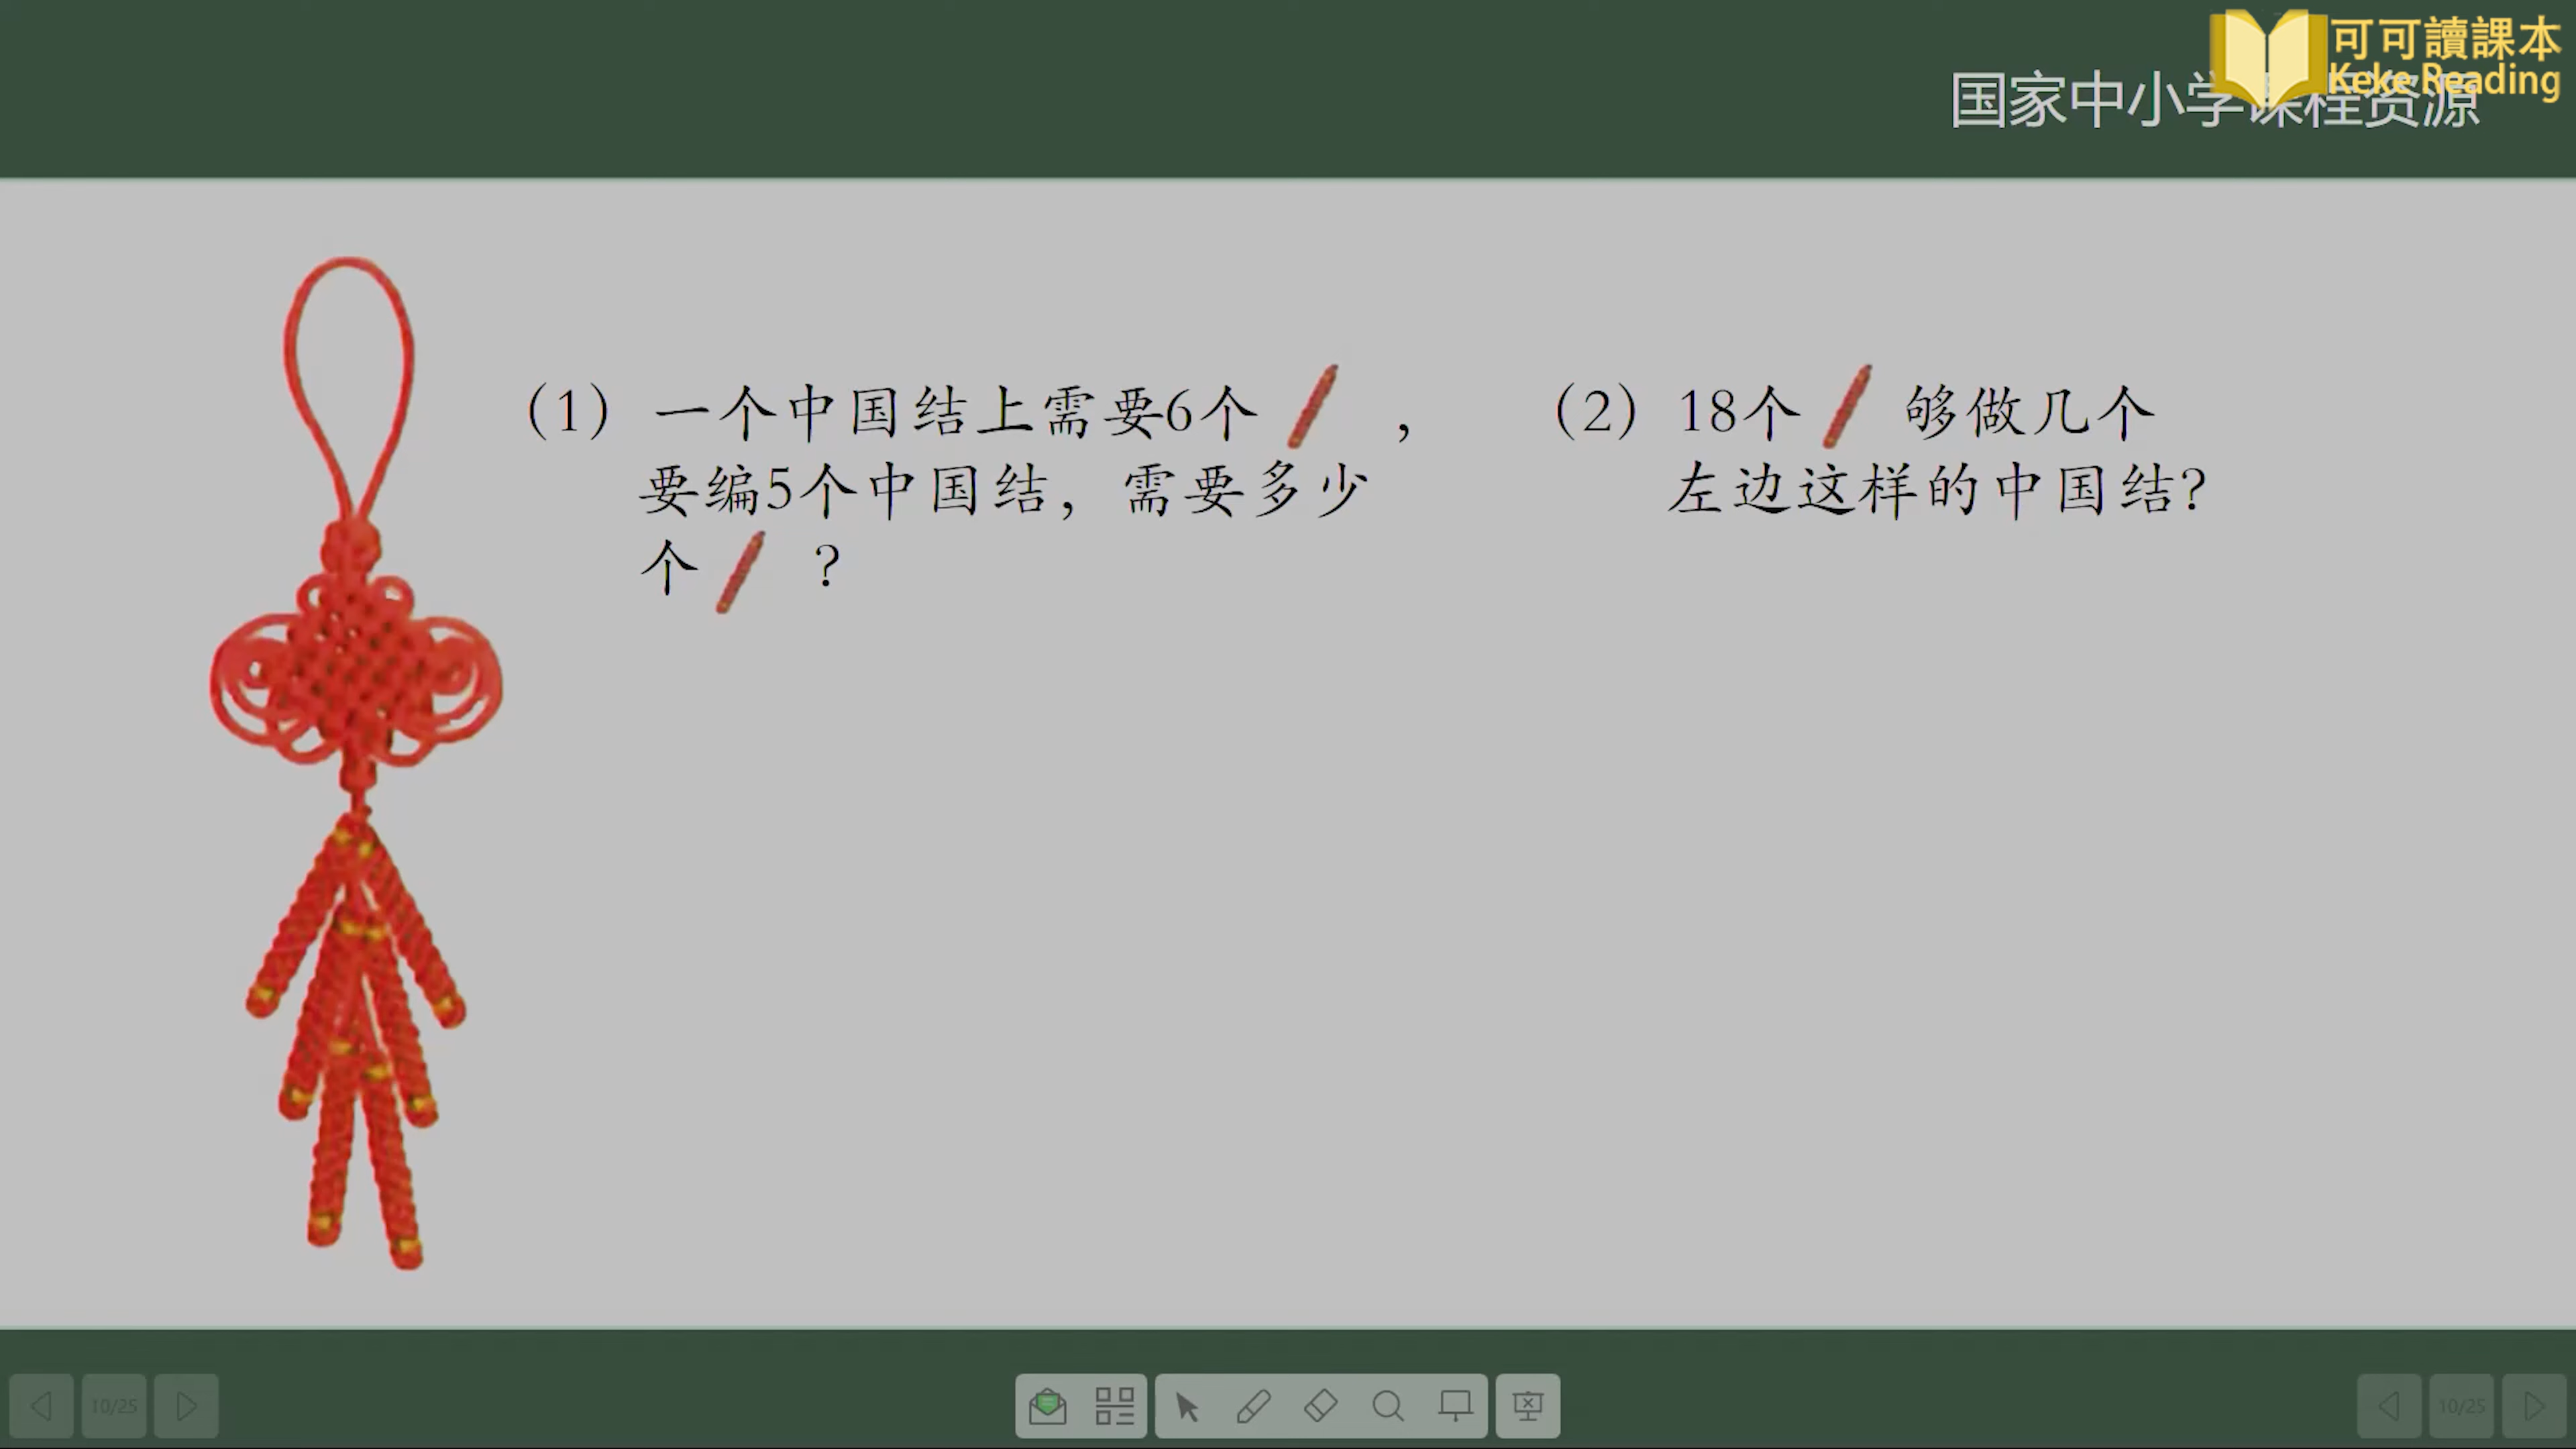 可可讀課本
Keke Reading
国家中小学课程资源
（1）一个中国结上需要6个 ，
要编5个中国结，需要多少
个 ?
（2）18个 够做几个
左边这样的中国结?
10/25
10/25